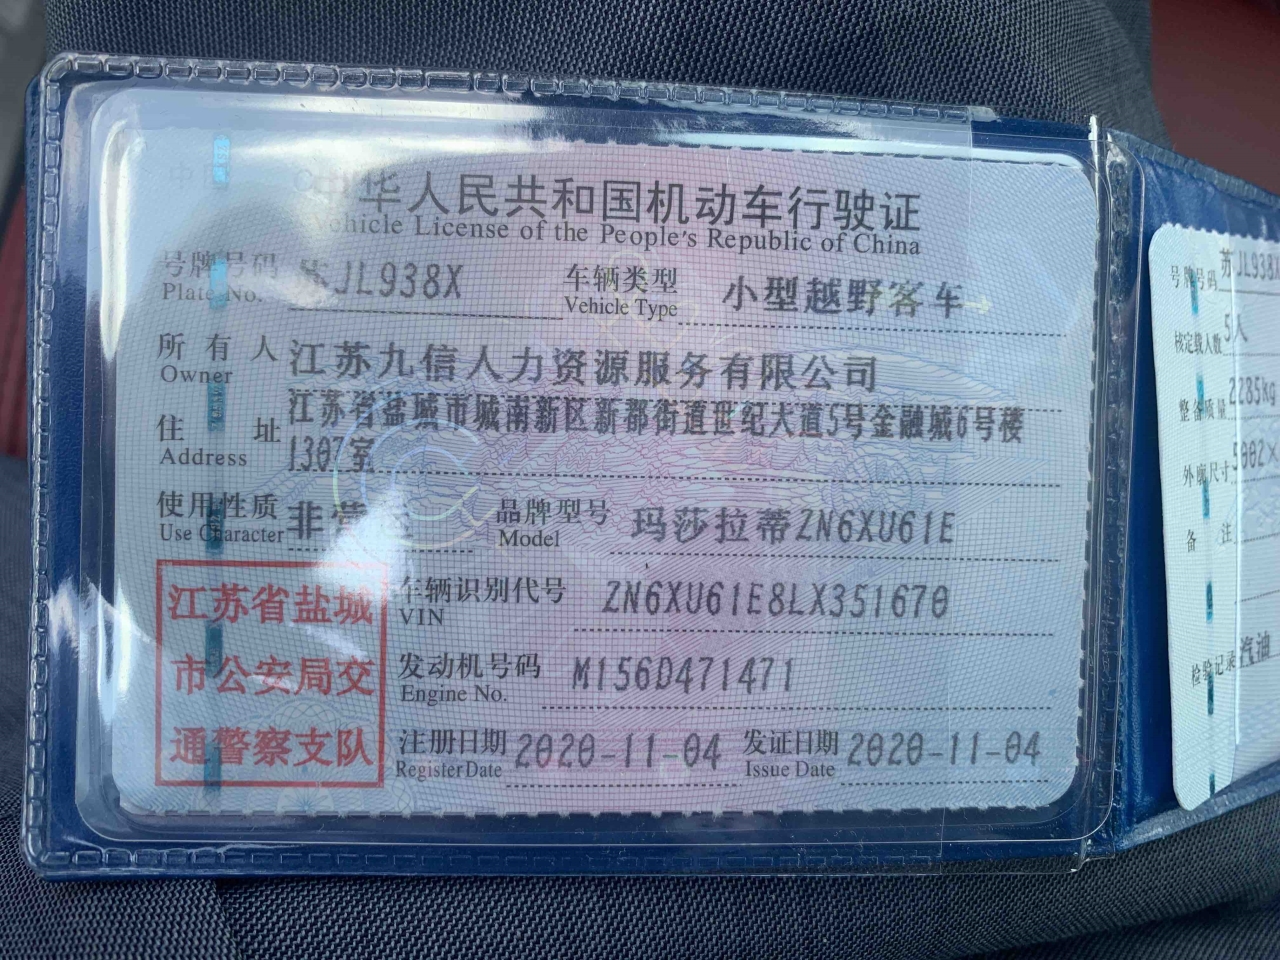 中华人民共和国机动车行驶证
Vehicle License of the People's Republic of China
号牌号码 苏JL938X 车辆类型 小型越野客车
Plate No. Vehicle Type
所有人 江苏九信人力资源服务有限公司
Owner
住址 江苏省盐城市城南新区新都街道世纪大道5号金融城6号楼
Address 1307室
使用性质 非营运 品牌型号 玛莎拉蒂ZN6XU61E
Use Character Model
车辆识别代号 ZN6XU61E8LX351670
VIN
发动机号码 M156D471471
Engine No.
注册日期 2020-11-04 发证日期 2020-11-04
Register Date Issue Date
江苏省盐城
市公安局交
通警察支队
号牌号码 苏JL938X
核定载人数 5人
整备质量 2285kg
外廓尺寸 5002×
备注
检验记录 汽油